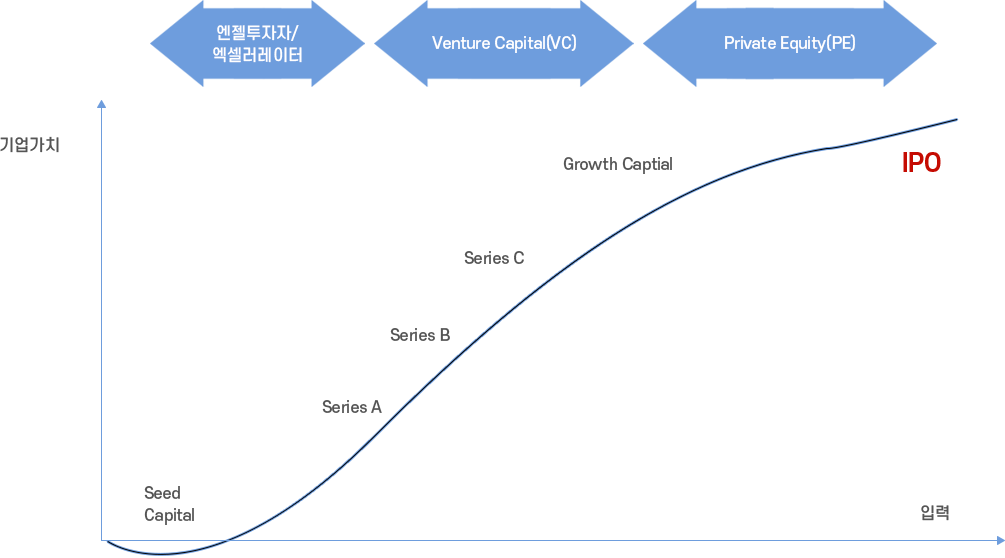 엔젤투자자/
엑셀러레이터
Venture Capital(VC)
Private Equity(PE)
기업가치
Growth Captial
IPO
Series C
Series B
Series A
Seed
Capital
입력